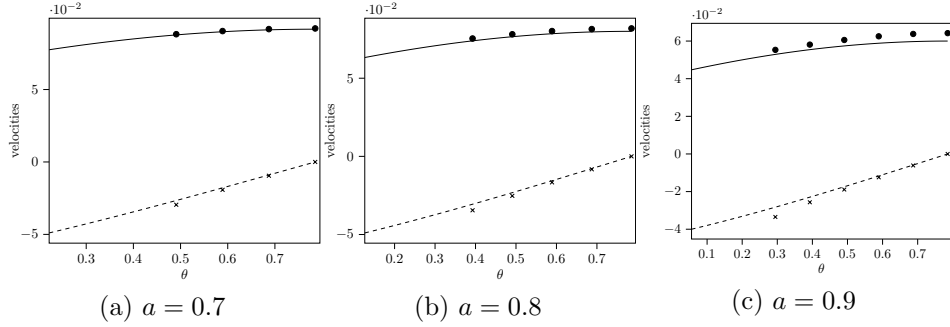 ·10⁻²
5
0
−5
velocities
0.3 0.4 0.5 0.6 0.7
θ
(a) a = 0.7
·10⁻²
5
0
−5
velocities
0.2 0.3 0.4 0.5 0.6 0.7
θ
(b) a = 0.8
·10⁻²
6
4
2
0
−2
−4
velocities
0.1 0.2 0.3 0.4 0.5 0.6 0.7
θ
(c) a = 0.9